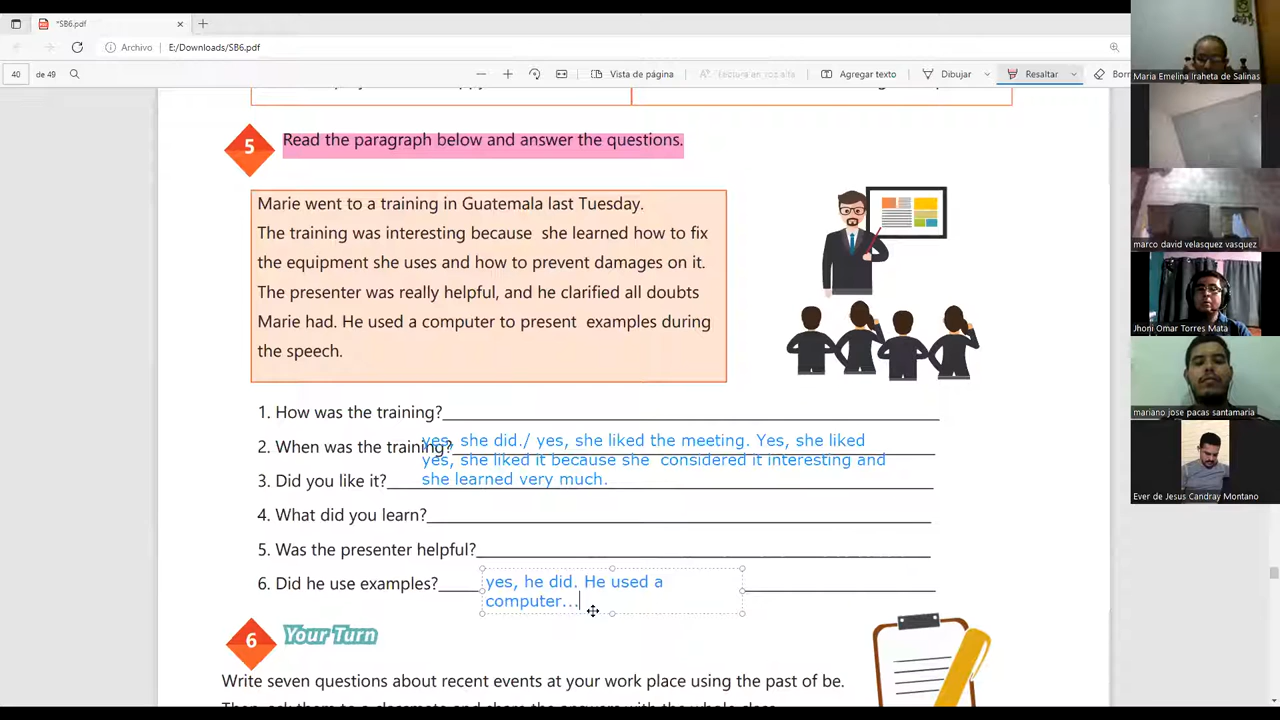 *SB6.pdf
Archivo E:/Downloads/SB6.pdf
40 de 49 Vista de página Lectura en voz alta Agregar texto Dibujar Resaltar Borr
5 Read the paragraph below and answer the questions.
Marie went to a training in Guatemala last Tuesday.
The training was interesting because she learned how to fix
the equipment she uses and how to prevent damages on it.
The presenter was really helpful, and he clarified all doubts
Marie had. He used a computer to present examples during
the speech.
1. How was the training?
2. When was the training?
yes, she did./ yes, she liked the meeting. Yes, she liked
yes, she liked it because she considered it interesting and
she learned very much.
3. Did you like it?
4. What did you learn?
5. Was the presenter helpful?
6. Did he use examples?
yes, he did. He used a
computer...
6 Your Turn
Write seven questions about recent events at your work place using the past of be.
Maria Emelina Iraheta de Salinas
marco david velasquez vasquez
Jhoni Omar Torres Mata
mariano jose pacas santamaria
Ever de Jesus Candray Montano